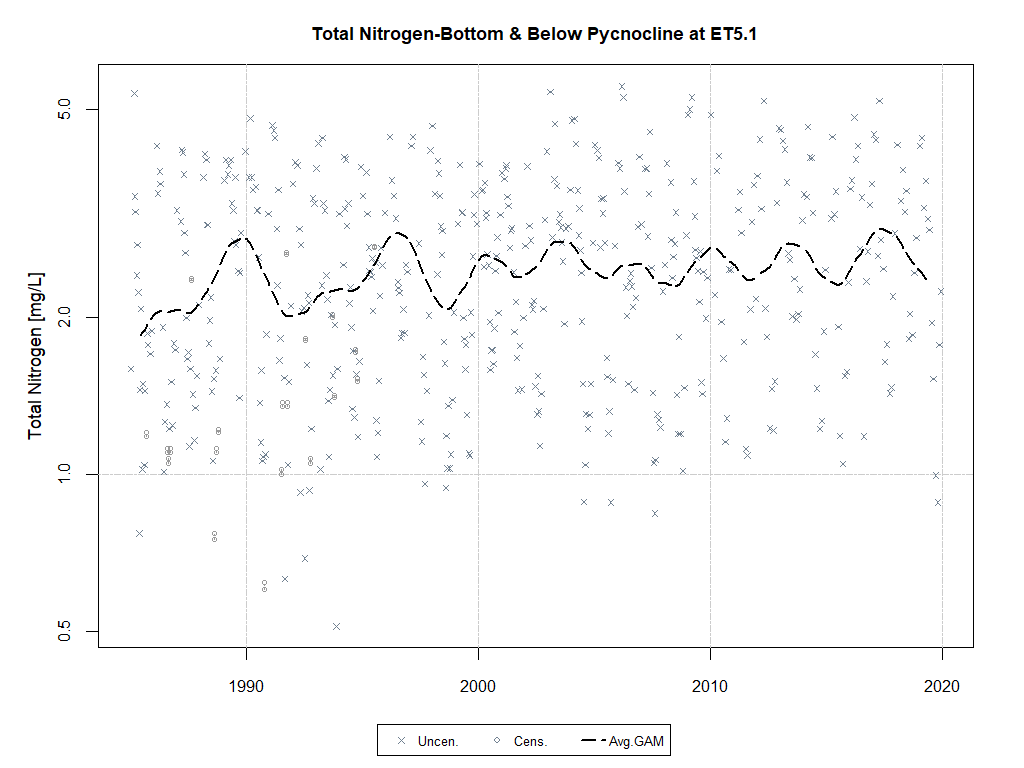 Total Nitrogen-Bottom & Below Pycnocline at ET5.1
Total Nitrogen [mg/L]
5.0
2.0
1.0
0.5
1990 2000 2010 2020
Uncen. Cens. Avg.GAM